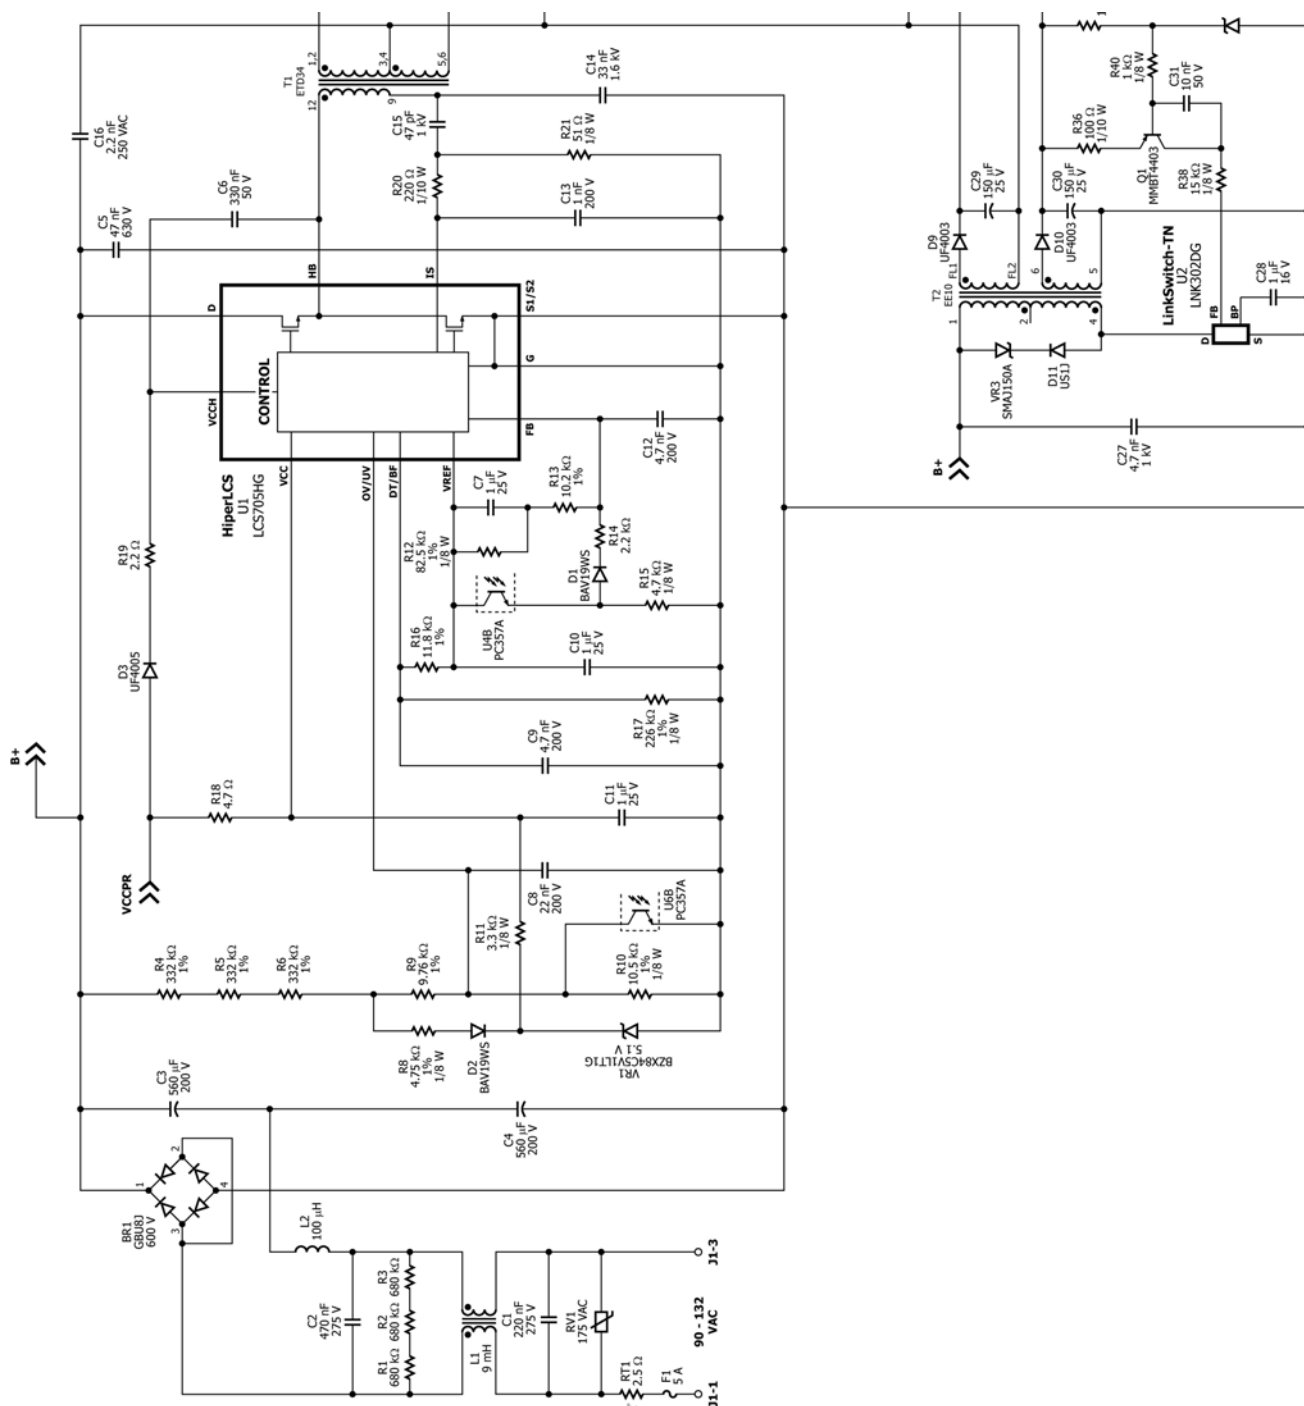 T1
ETD34
1,2
3,4
5,6
12
9
C14
33 nF
1.6 kV
C16
2.2 nF
250 VAC
C15
47 pF
1 kV
R21
51 Ω
1/8 W
R20
220 Ω
1/10 W
C13
1 nF
200 V
C6
330 nF
50 V
C5
47 nF
630 V
HB
IS
D
S1/S2
CONTROL
G
VCCH
FB
VCC
OV/UV
DT/BF
VREF
HiperLCS
U1
LCS705HG
C12
4.7 nF
200 V
C7
1 µF
25 V
R13
10.2 kΩ
1%
R12
82.5 kΩ
1%
1/8 W
R14
2.2 kΩ
D1
BAV19WS
R15
4.7 kΩ
1/8 W
U4B
PC357A
R16
11.8 kΩ
1%
C10
1 µF
25 V
R17
226 kΩ
1%
1/8 W
C9
4.7 nF
200 V
R19
2.2 Ω
D3
UF4005
B+
R18
4.7 Ω
C11
1 µF
25 V
VCCPR
C8
22 nF
200 V
U6B
PC357A
R11
3.3 kΩ
1/8 W
R4
332 kΩ
1%
R5
332 kΩ
1%
R6
332 kΩ
1%
R9
9.76 kΩ
1%
R10
10.5 kΩ
1%
1/8 W
R8
4.75 kΩ
1%
1/8 W
D2
BAV19WS
VR1
BZX84C5V1LT1G
5.1 V
C3
560 µF
200 V
C4
560 µF
200 V
BR1
GBU8J
600 V
1
2
3
4
L2
100 µH
C2
470 nF
275 V
R3
680 kΩ
R2
680 kΩ
R1
680 kΩ
L1
9 mH
C1
220 nF
275 V
RV1
175 VAC
RT1
2.5 Ω
F1
5 A
J1-3
90 - 132
VAC
J1-1
R40
1 kΩ
1/8 W
C31
10 nF
50 V
R36
100 Ω
1/10 W
Q1
MMBT4403
R38
15 kΩ
1/8 W
C29
150 µF
25 V
C30
150 µF
25 V
D9
UF4003
D10
UF4003
FL1
FL2
6
5
T2
EE10
1
2
4
LinkSwitch-TN
U2
LNK302DG
FB
BP
D
S
C28
1 µF
16 V
VR3
SMAJ150A
D11
US1J
C27
4.7 nF
1 kV
B+